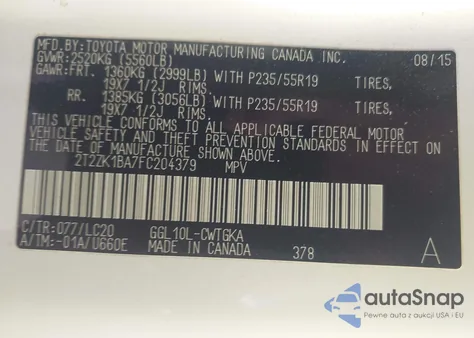 MFD.BY:TOYOTA MOTOR MANUFACTURING CANADA INC. 08/15
GVWR:2520KG (5560LB)
GAWR:FRT. 1360KG (2999LB) WITH P235/55R19 TIRES,
19X7 1/2J RIMS.
RR. 1385KG (3056LB) WITH P235/55R19 TIRES,
19X7 1/2J RIMS.
THIS VEHICLE CONFORMS TO ALL APPLICABLE FEDERAL MOTOR
VEHICLE SAFETY AND THEFT PREVENTION STANDARDS IN EFFECT ON
THE DATE OF MANUFACTURE SHOWN ABOVE.
2T2ZK1BA7FC204379 MPV
C/TR:077/LC20 GGL10L-CWTGKA
A/TM:-01A/U660E MADE IN CANADA 378 A
autoSnap
Pewne auta z aukcji USA i EU